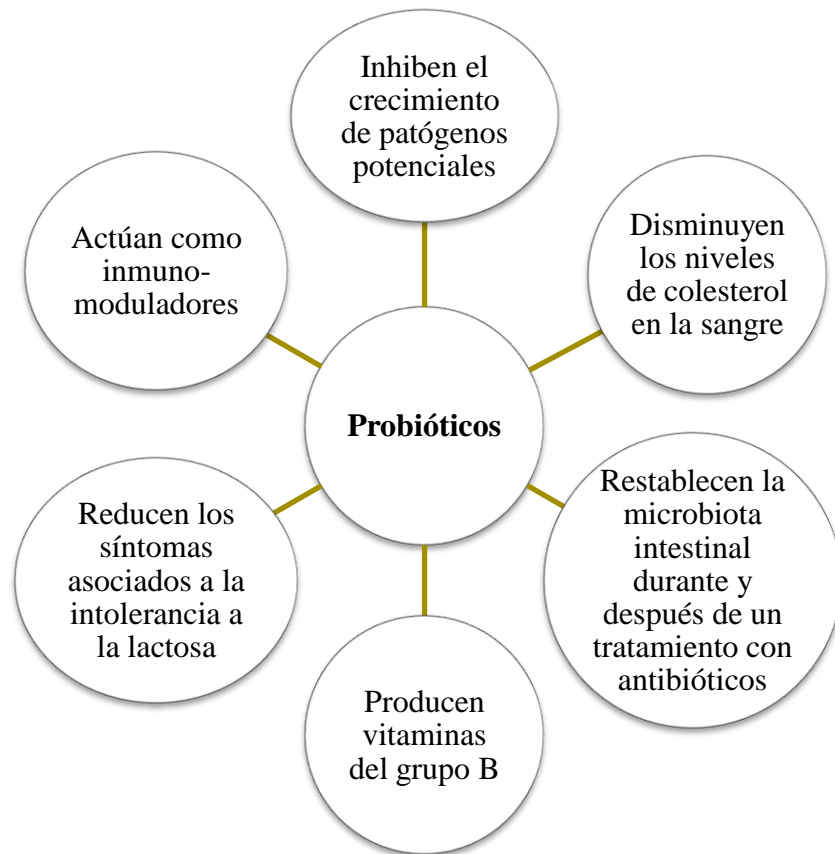 Inhiben el
crecimiento
de patógenos
potenciales
Disminuyen
los niveles
de colesterol
en la sangre
Restablecen la
microbiota
intestinal
durante y
después de un
tratamiento con
antibióticos
Producen
vitaminas
del grupo B
Reducen los
síntomas
asociados a la
intolerancia a
la lactosa
Actúan como
inmuno-
moduladores
Probióticos